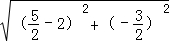 √((5/2 - 2)² + (-3/2)²)